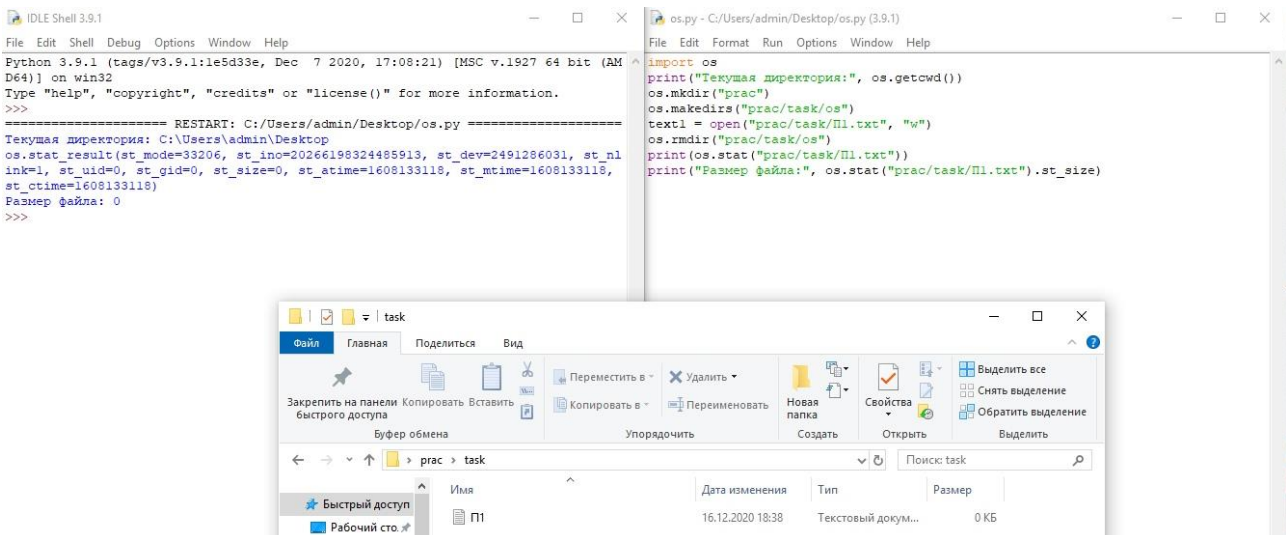 IDLE Shell 3.9.1
File Edit Shell Debug Options Window Help
Python 3.9.1 (tags/v3.9.1:1e5d33e, Dec  7 2020, 17:08:21) [MSC v.1927 64 bit (AM
D64)] on win32
Type "help", "copyright", "credits" or "license()" for more information.
>>>
==================== RESTART: C:/Users/admin/Desktop/os.py ===================
Текущая директория: C:\Users\admin\Desktop
os.stat_result(st_mode=33206, st_ino=20266198324485913, st_dev=2491286031, st_nl
ink=1, st_uid=0, st_gid=0, st_size=0, st_atime=1608133118, st_mtime=1608133118,
st_ctime=1608133118)
Размер файла: 0
>>>
os.py - C:/Users/admin/Desktop/os.py (3.9.1)
File Edit Format Run Options Window Help
import os
print("Текущая директория:", os.getcwd())
os.mkdir("prac")
os.makedirs("prac/task/os")
text1 = open("prac/task/П1.txt", "w")
os.rmdir("prac/task/os")
print(os.stat("prac/task/П1.txt"))
print("Размер файла:", os.stat("prac/task/П1.txt").st_size)
task
Файл Главная Поделиться Вид
Закрепить на панели быстрого доступа
Копировать
Вставить
Буфер обмена
Переместить в
Копировать в
Удалить
Переименовать
Упорядочить
Новая папка
Создать
Свойства
Открыть
Выделить все
Снять выделение
Обратить выделение
Выделить
prac > task
Поиск: task
Имя Дата изменения Тип Размер
Быстрый доступ
Рабочий сто.
П1 16.12.2020 18:38 Текстовый докум... 0 КБ